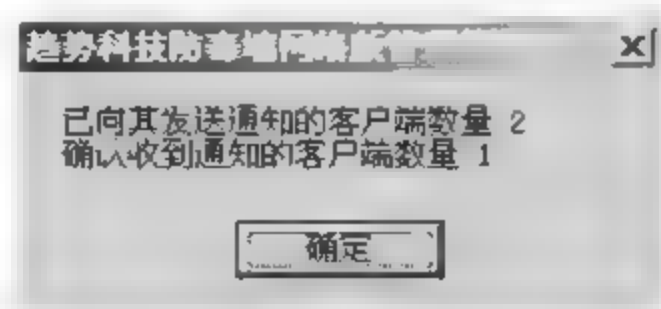 趋势科技防毒墙网络版
已向其发送通知的客户端数量 2
确认收到通知的客户端数量 1
确定